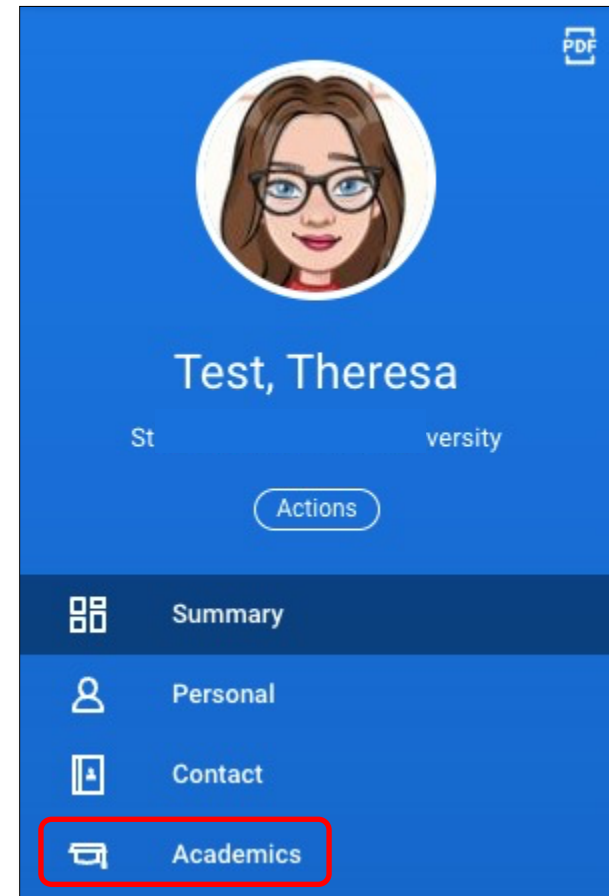 PDF
Test, Theresa
St versity
Actions
Summary
Personal
Contact
Academics